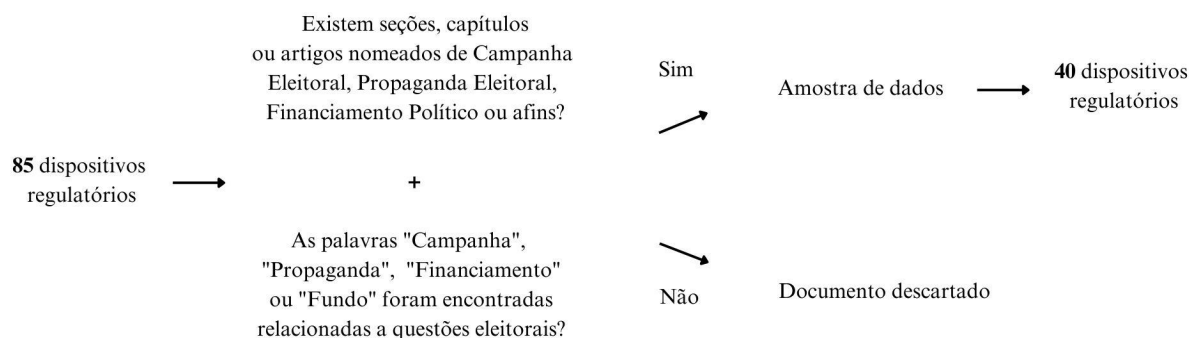 85 dispositivos
regulatórios
Existem seções, capítulos
ou artigos nomeados de Campanha
Eleitoral, Propaganda Eleitoral,
Financiamento Político ou afins?
+
As palavras "Campanha",
"Propaganda", "Financiamento"
ou "Fundo" foram encontradas
relacionadas a questões eleitorais?
Sim
Amostra de dados
40 dispositivos
regulatórios
Não
Documento descartado